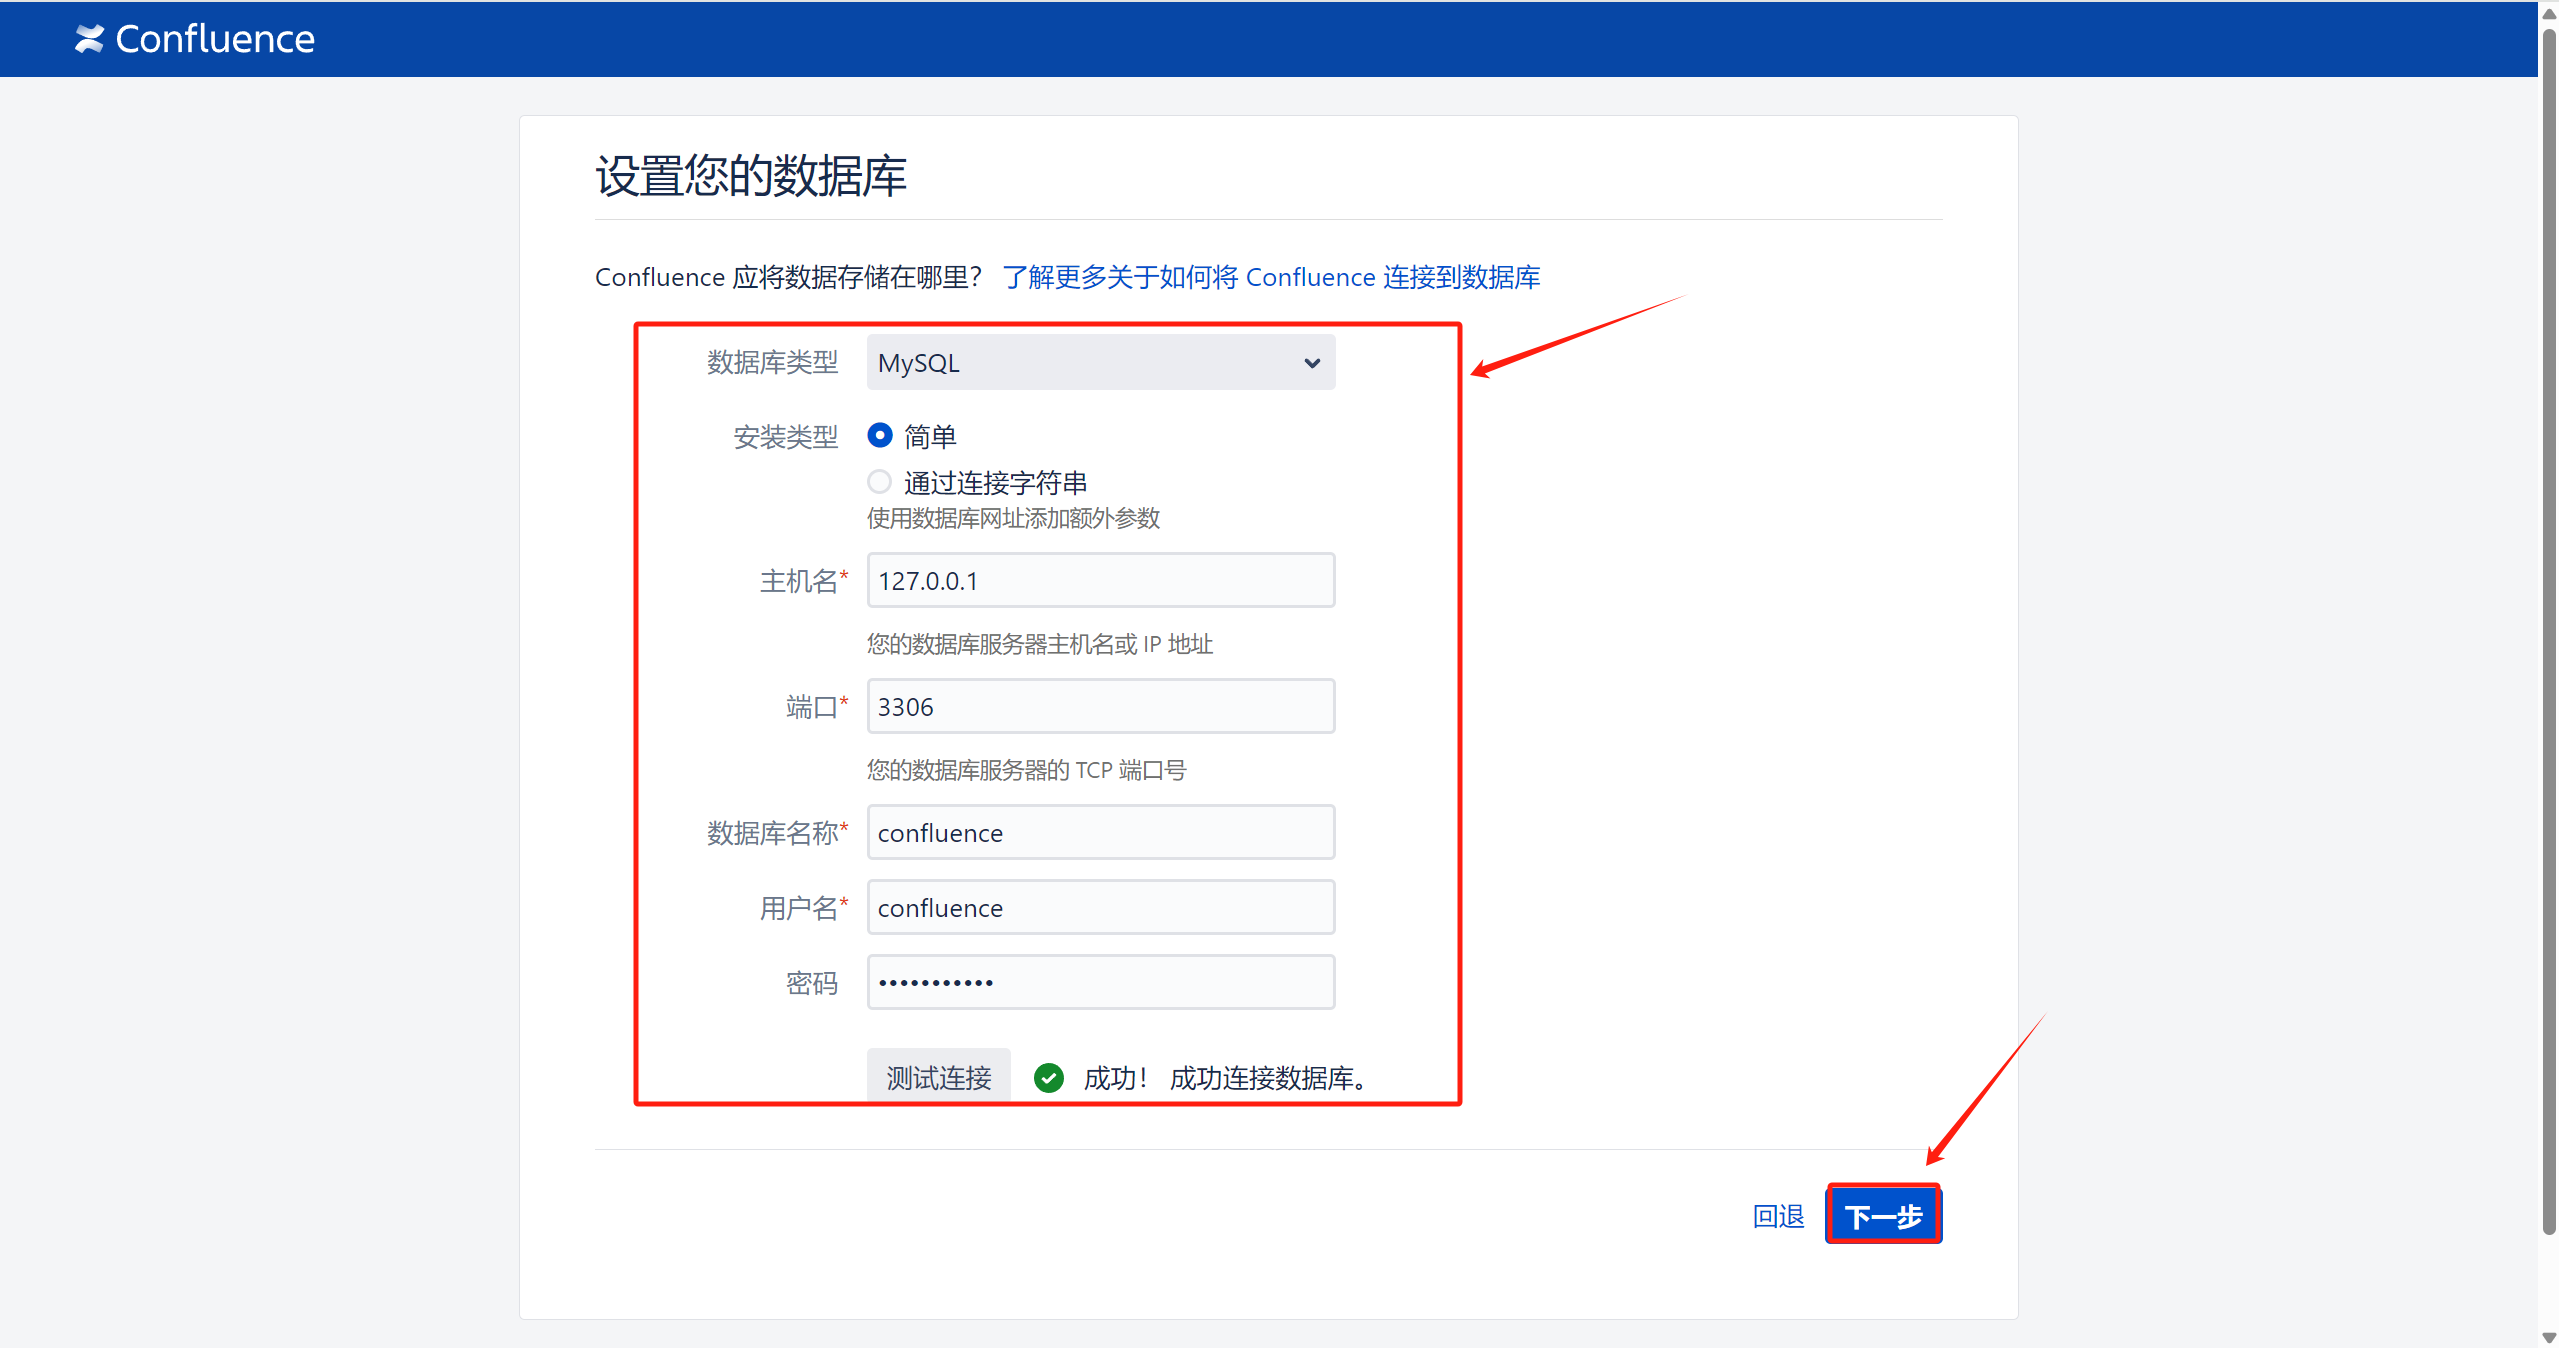 Confluence
设置您的数据库
Confluence 应将数据存储在哪里？ 了解更多关于如何将 Confluence 连接到数据库
数据库类型 MySQL
安装类型 简单
通过连接字符串
使用数据库网址添加额外参数
主机名* 127.0.0.1
您的数据库服务器主机名或 IP 地址
端口* 3306
您的数据库服务器的 TCP 端口号
数据库名称* confluence
用户名* confluence
密码 •••••••••••
测试连接 成功！ 成功连接数据库。
回退 下一步